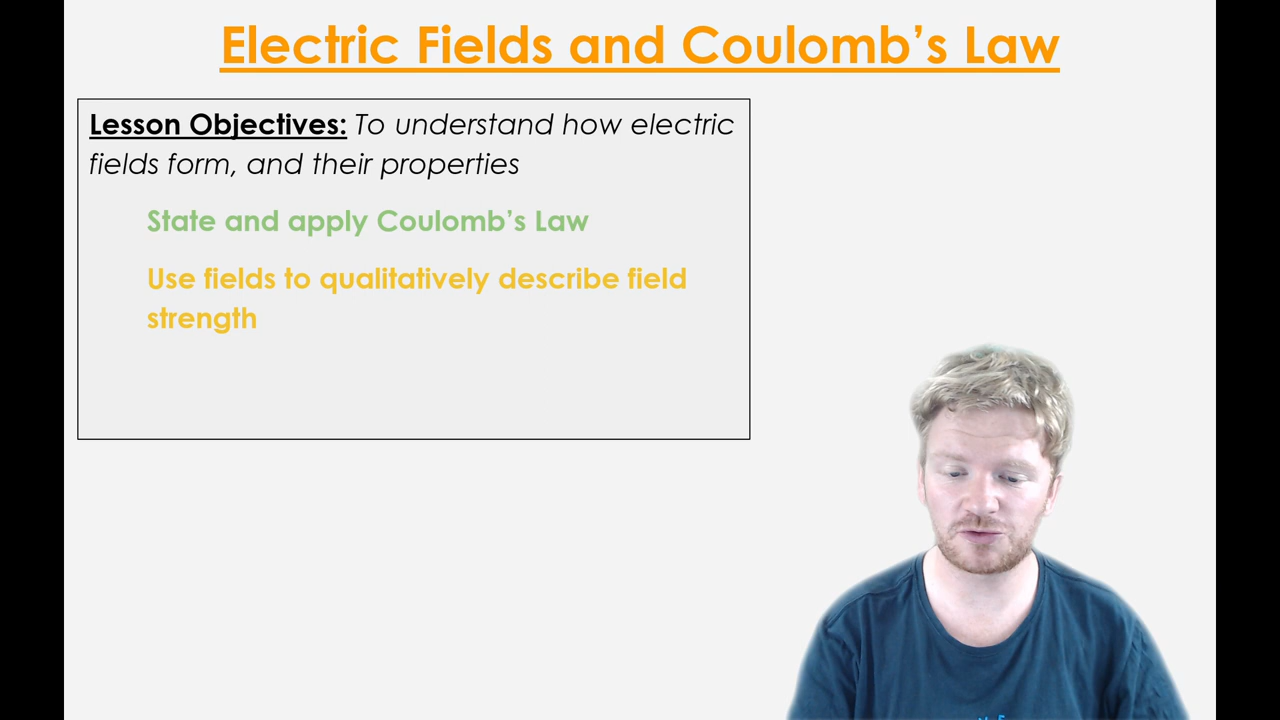 Electric Fields and Coulomb’s Law
Lesson Objectives: To understand how electric
fields form, and their properties
State and apply Coulomb’s Law
Use fields to qualitatively describe field
strength